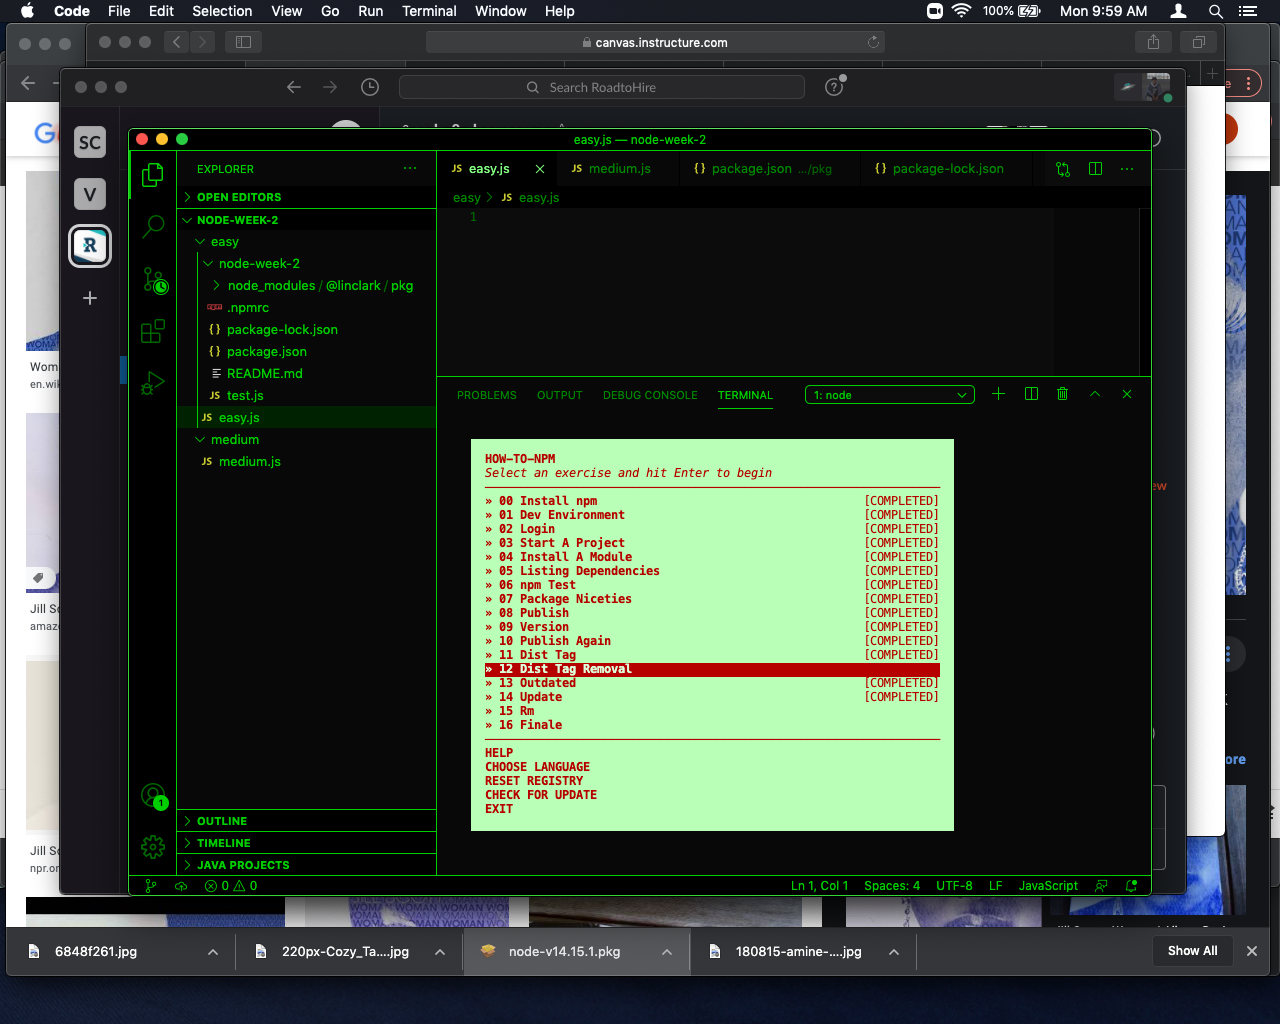 Code File Edit Selection View Go Run Terminal Window Help 100% Mon 9:59 AM
canvas.instructure.com
Search RoadtoHire
SC
V
R
easy.js — node-week-2
EXPLORER
OPEN EDITORS
NODE-WEEK-2
easy
node-week-2
node_modules / @linclark / pkg
.npmrc
package-lock.json
package.json
README.md
JS test.js
JS easy.js
medium
JS medium.js
OUTLINE
TIMELINE
JAVA PROJECTS
JS easy.js JS medium.js {} package.json .../pkg {} package-lock.json
easy > JS easy.js
1
PROBLEMS OUTPUT DEBUG CONSOLE TERMINAL 1: node
HOW-TO-NPM
Select an exercise and hit Enter to begin
» 00 Install npm [COMPLETED]
» 01 Dev Environment [COMPLETED]
» 02 Login [COMPLETED]
» 03 Start A Project [COMPLETED]
» 04 Install A Module [COMPLETED]
» 05 Listing Dependencies [COMPLETED]
» 06 npm Test [COMPLETED]
» 07 Package Niceties [COMPLETED]
» 08 Publish [COMPLETED]
» 09 Version [COMPLETED]
» 10 Publish Again [COMPLETED]
» 11 Dist Tag [COMPLETED]
» 12 Dist Tag Removal
» 13 Outdated [COMPLETED]
» 14 Update [COMPLETED]
» 15 Rm
» 16 Finale
HELP
CHOOSE LANGUAGE
RESET REGISTRY
CHECK FOR UPDATE
EXIT
0 0 Ln 1, Col 1 Spaces: 4 UTF-8 LF JavaScript
1
Wom
en.wik
Jill Sc
amaz
Jill Sc
npr.or
ew
ore
6848f261.jpg 220px-Cozy_Ta....jpg node-v14.15.1.pkg 180815-amine-....jpg Show All